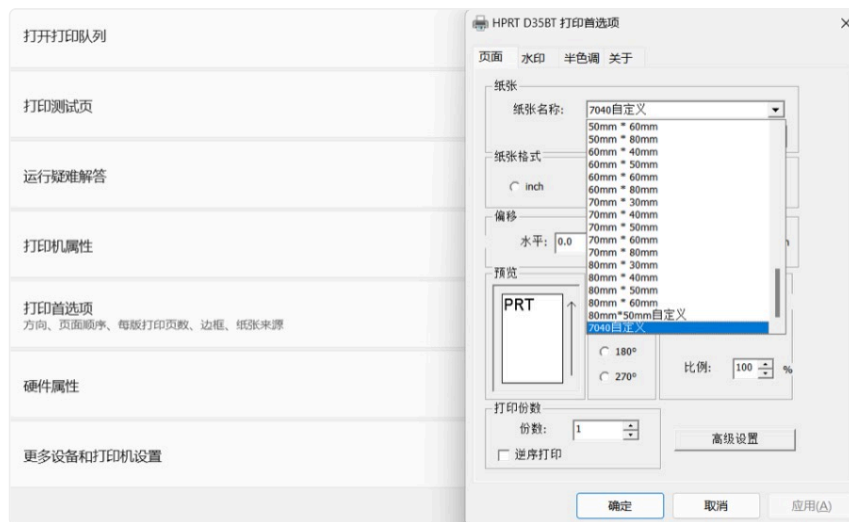 打开打印队列
打印测试页
运行疑难解答
打印机属性
打印首选项
方向、页面顺序、每版打印页数、边框、纸张来源
硬件属性
更多设备和打印机设置
HPRT D35BT 打印首选项
页面 水印 半色调 关于
纸张
纸张名称: 7040自定义
50mm * 60mm
50mm * 80mm
60mm * 40mm
60mm * 50mm
60mm * 60mm
60mm * 80mm
70mm * 30mm
70mm * 40mm
70mm * 50mm
70mm * 60mm
70mm * 80mm
80mm * 30mm
80mm * 40mm
80mm * 50mm
80mm * 60mm
80mm*50mm自定义
7040自定义
纸张格式
inch
偏移
水平: 0.0
预览
PRT
180°
270°
比例: 100 %
打印份数
份数: 1
逆序打印
高级设置
确定 取消 应用(A)